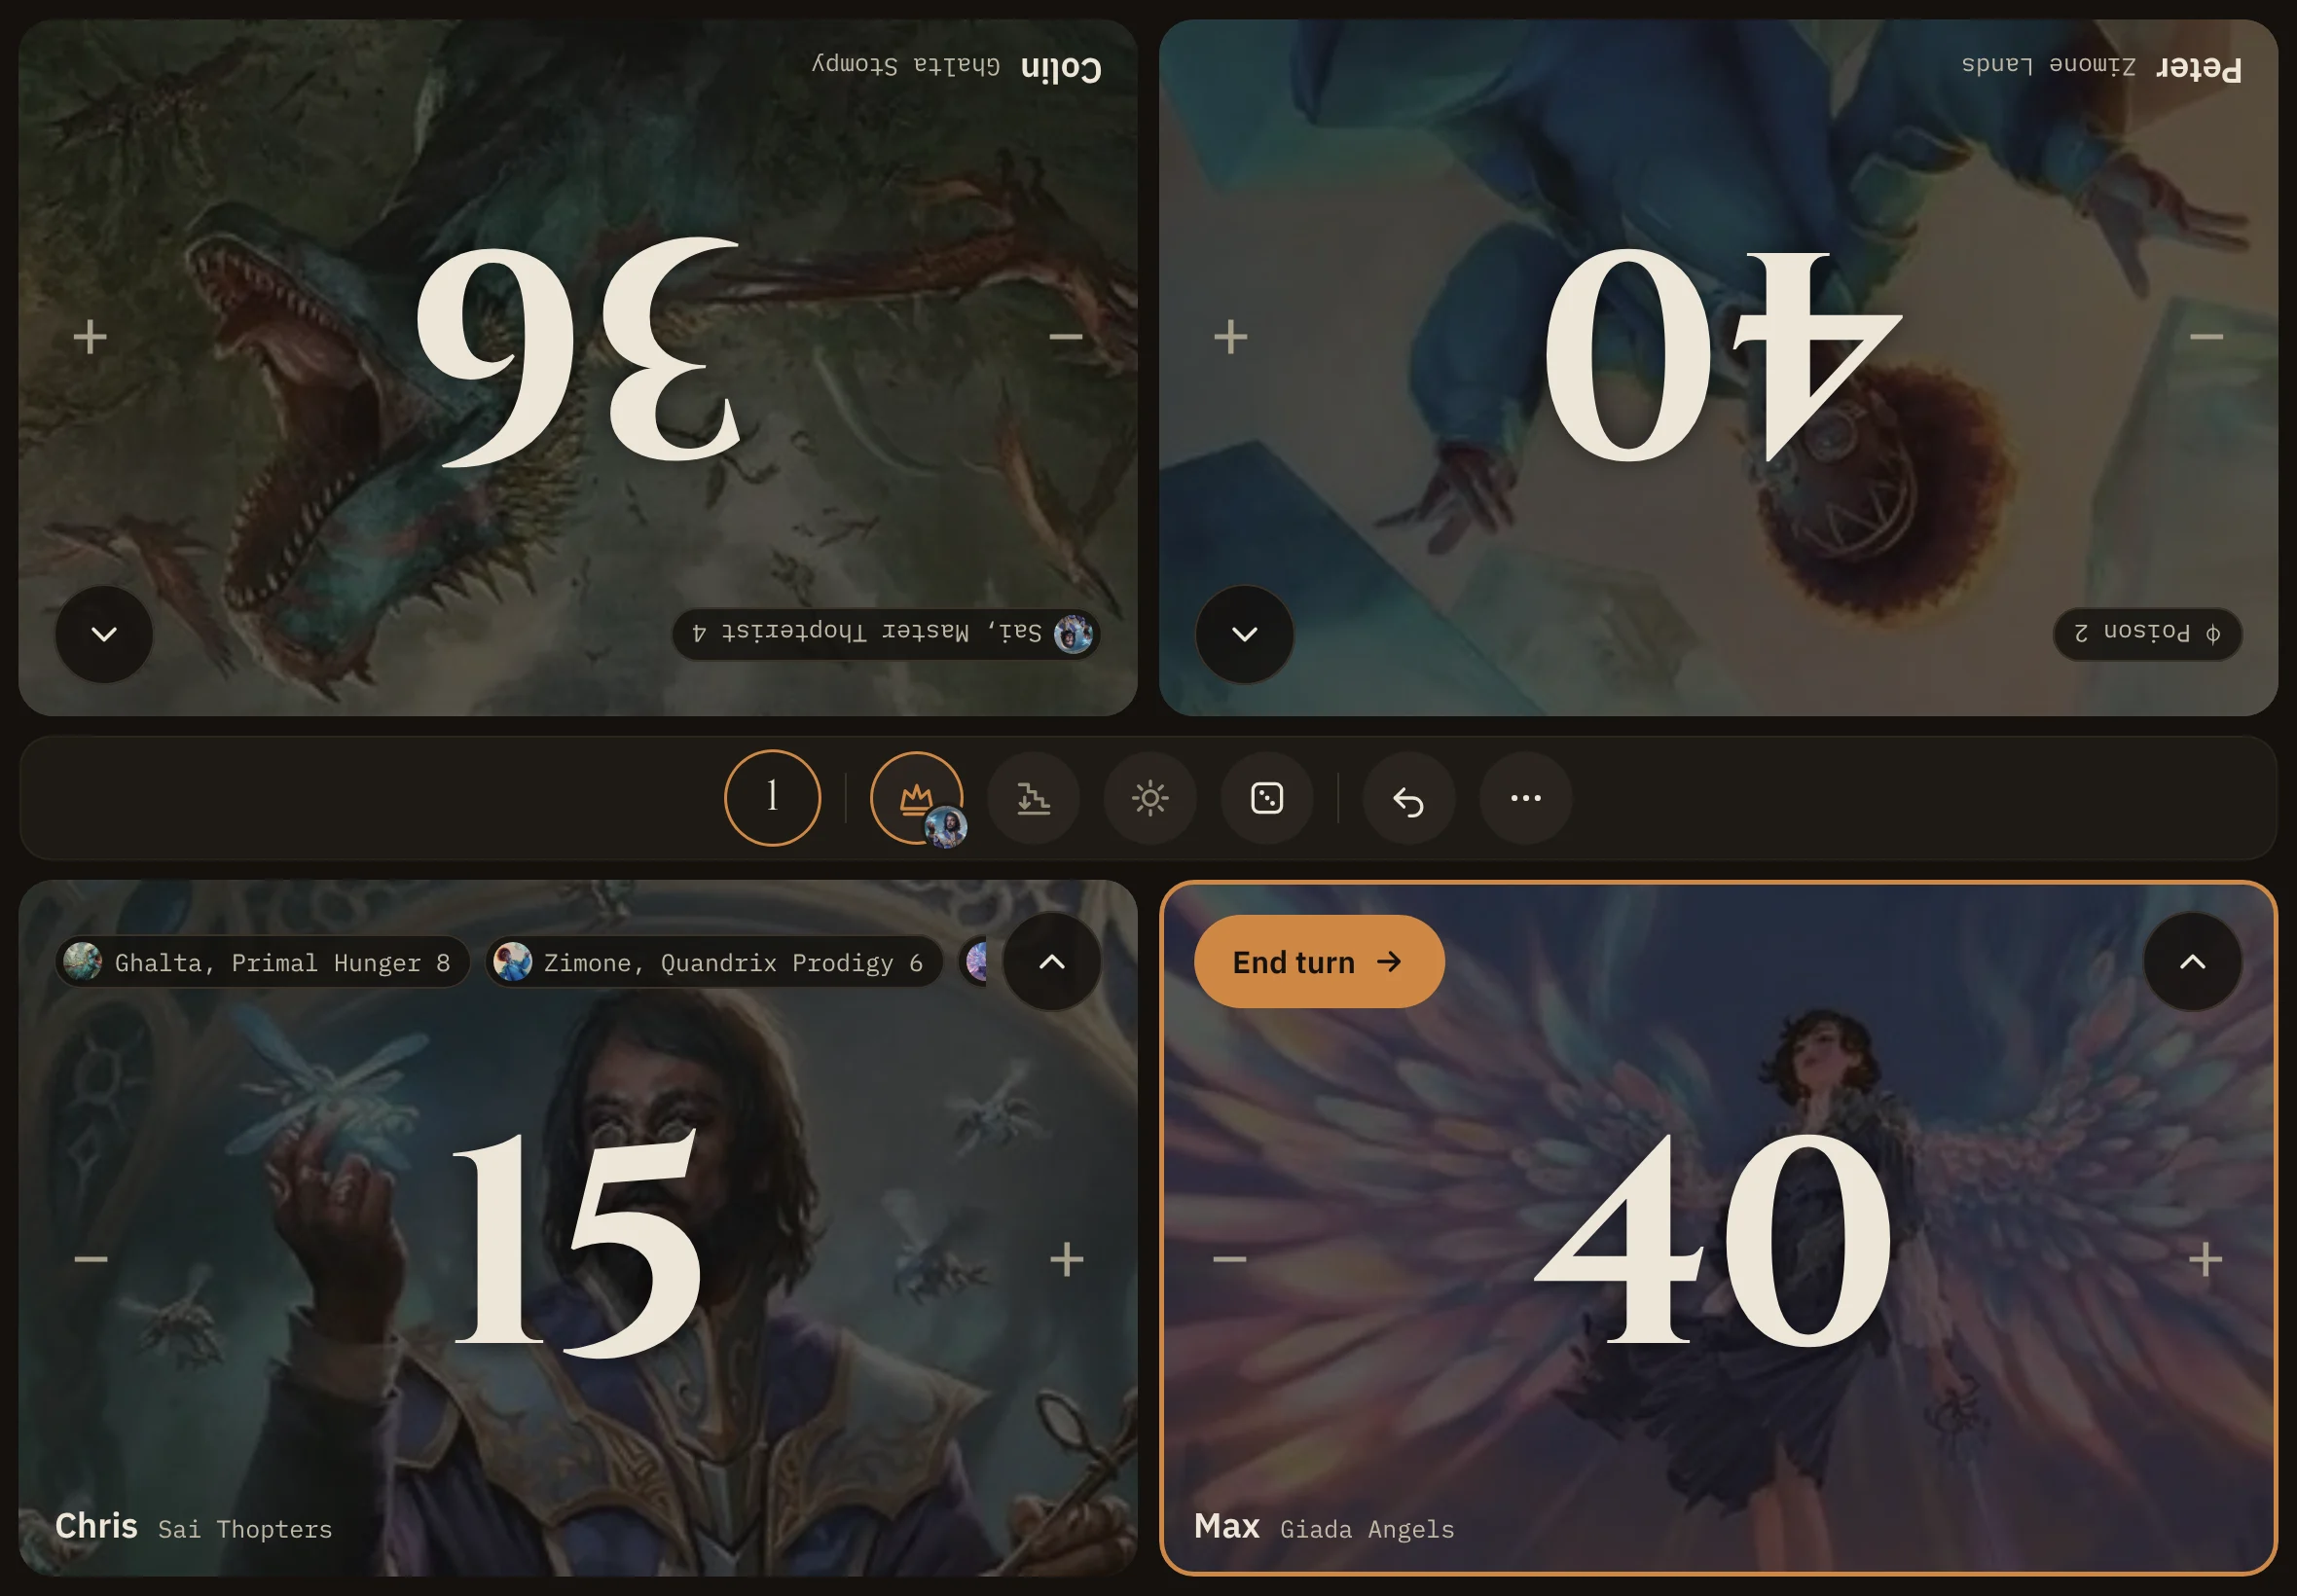 Colin Ghalta Stompy
36
Sai, Master Thopterist 4
Peter Zimone Lands
40
ϕ Poison 2
1
Ghalta, Primal Hunger 8
Zimone, Quandrix Prodigy 6
15
Chris Sai Thopters
End turn →
40
Max Giada Angels